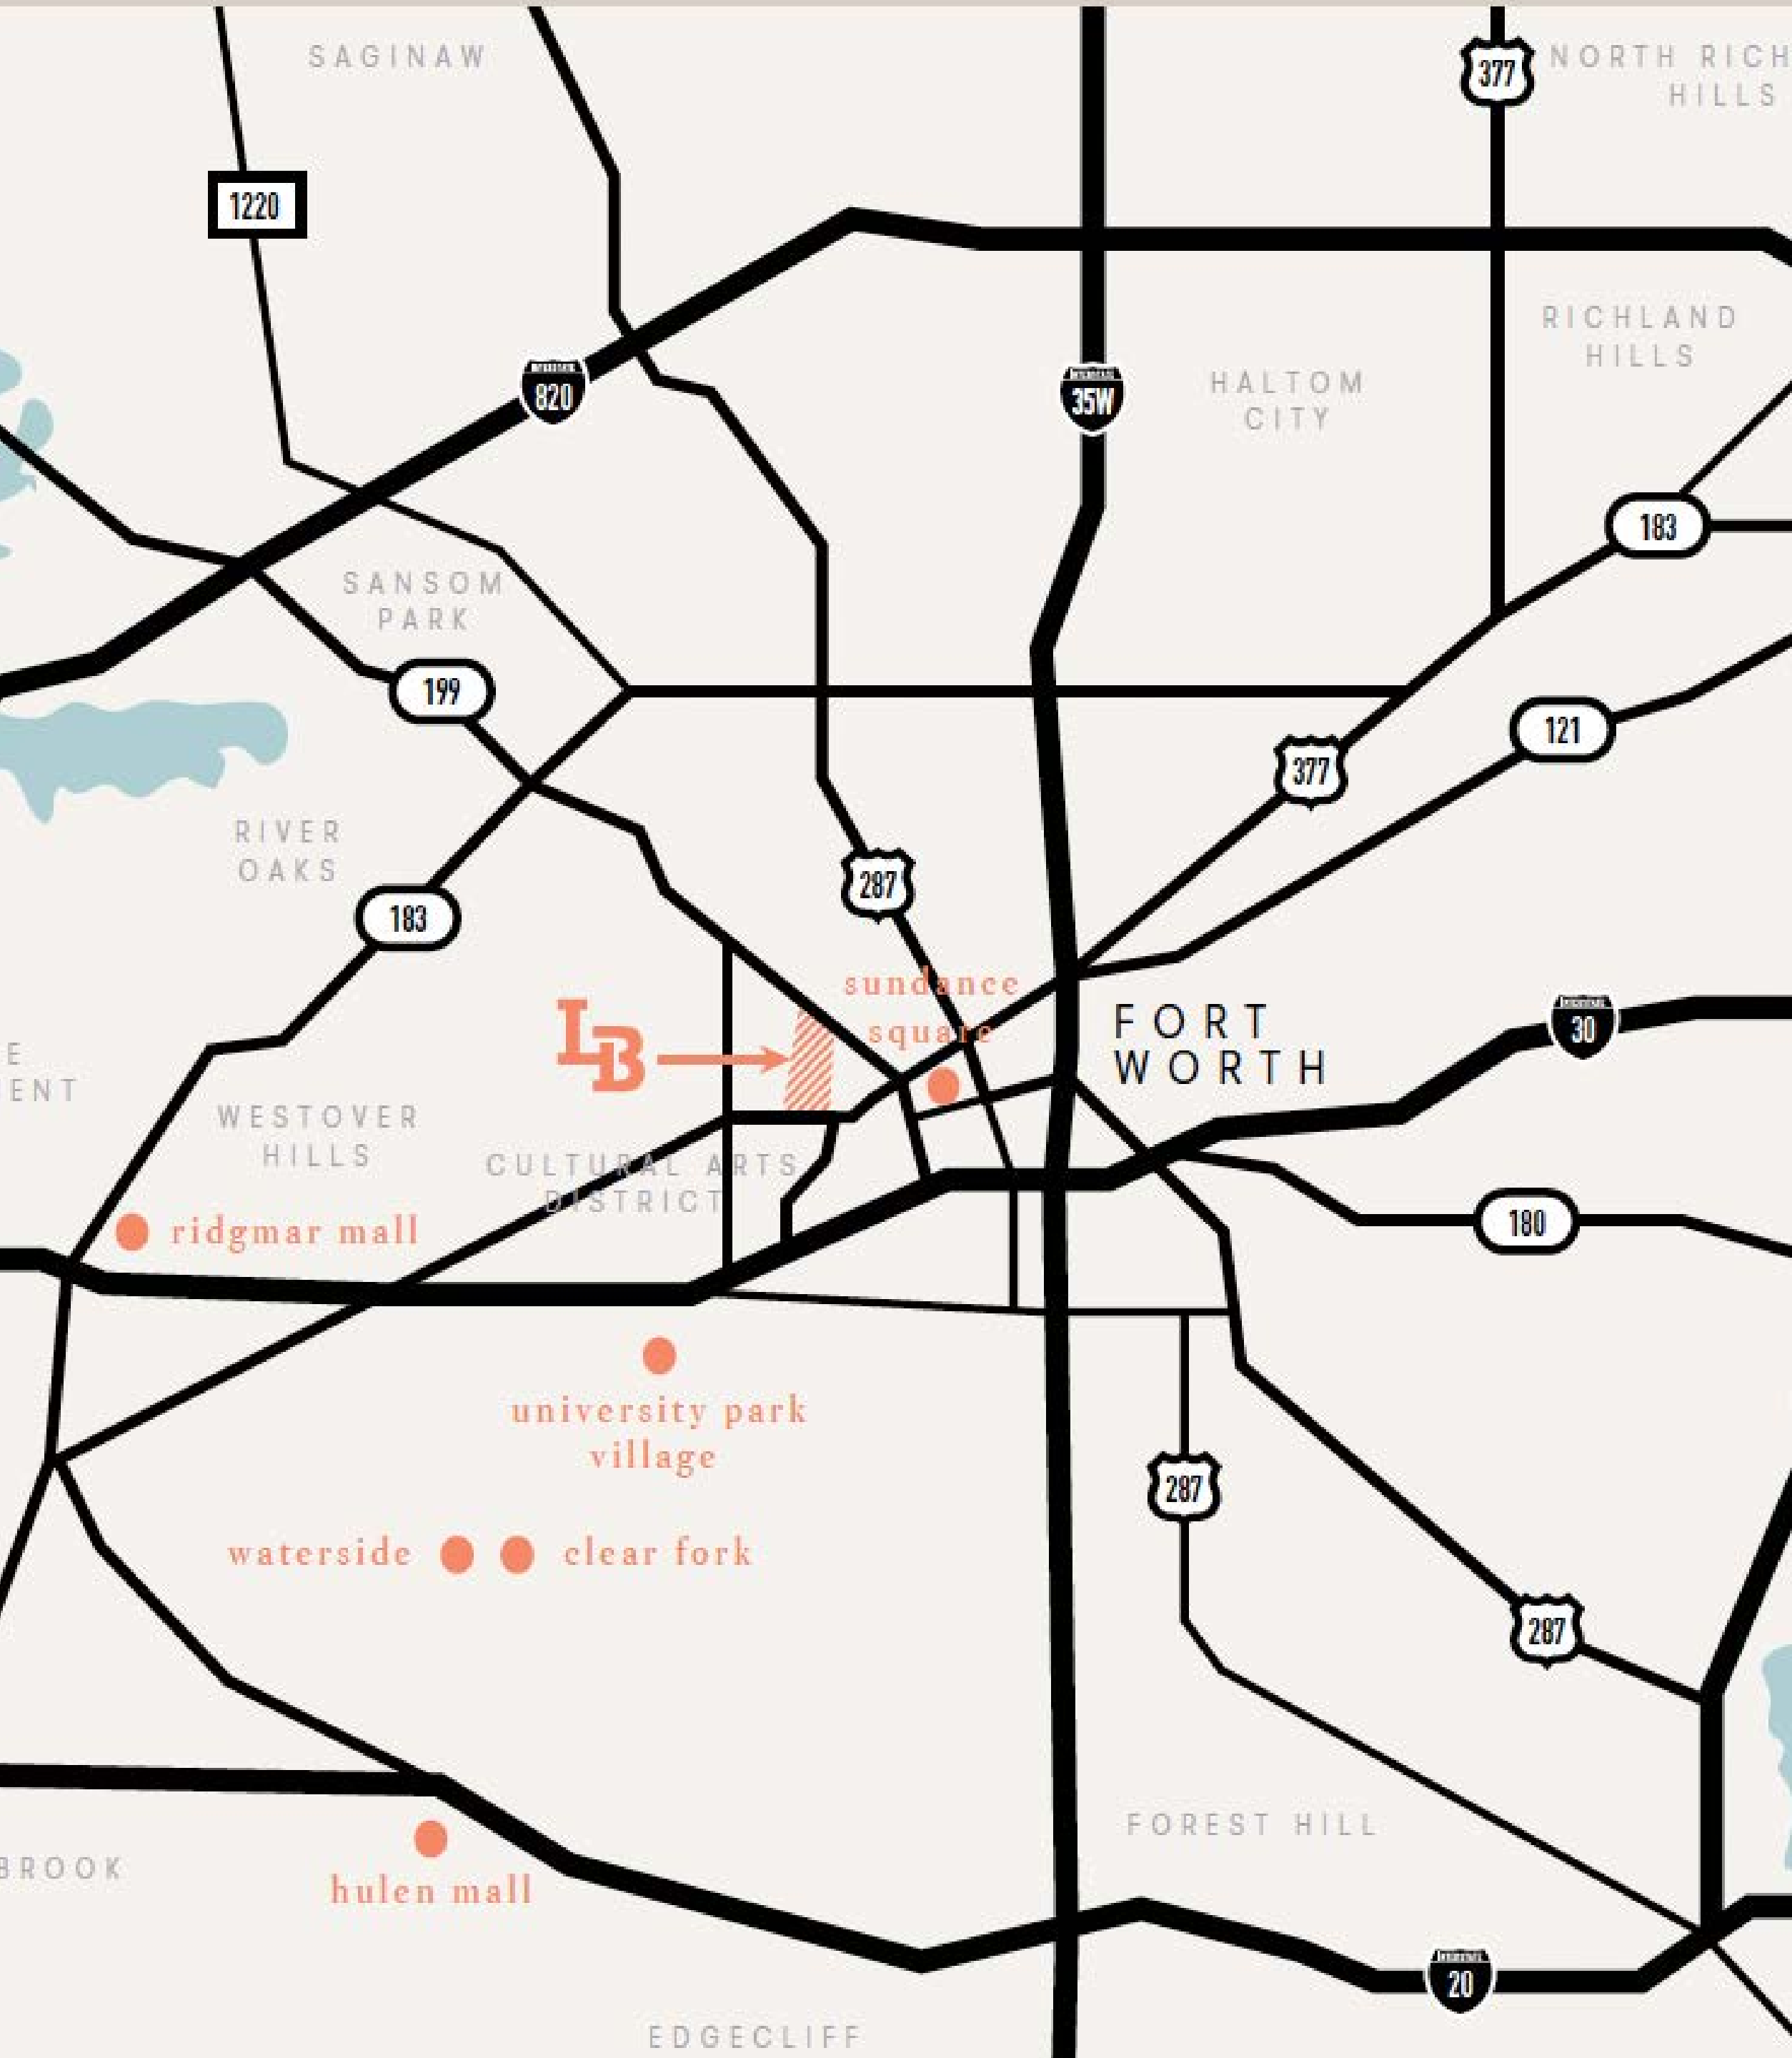 SAGINAW
377
NORTH RICH
HILLS
1220
RICHLAND
HILLS
820
35W
HALTOM
CITY
183
SANSOM
PARK
199
121
377
RIVER
OAKS
287
183
sundance
square
LB
FORT
WORTH
30
E
ENT
WESTOVER
HILLS
CULTURAL ARTS
DISTRICT
180
ridgmar mall
university park
village
287
waterside
clear fork
287
FOREST HILL
BROOK
hulen mall
20
EDGECLIFF